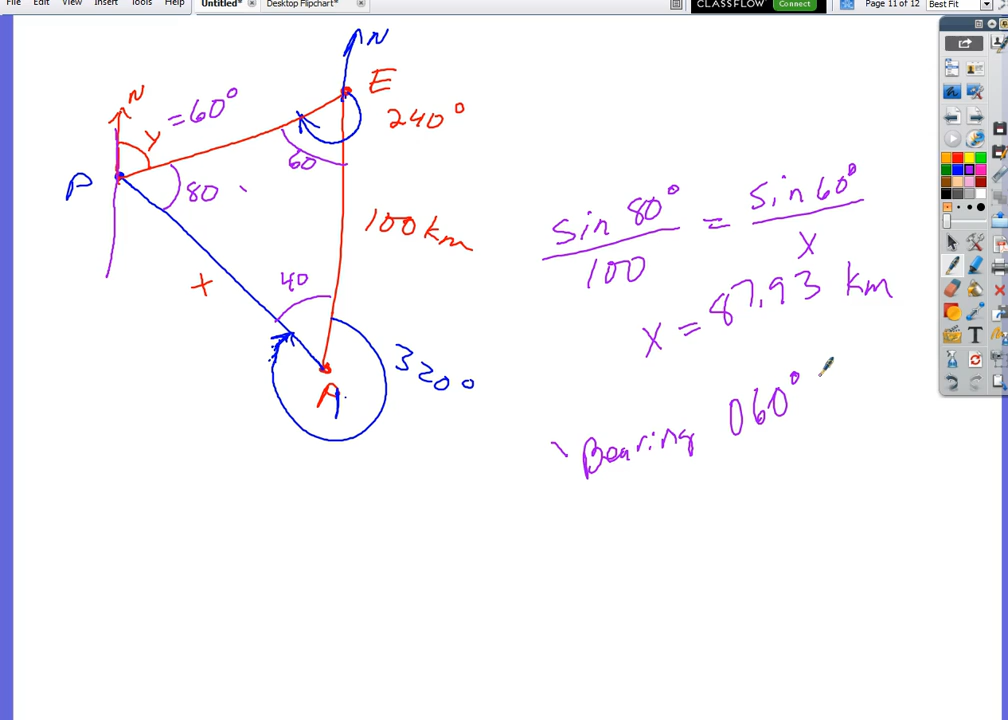 File Edit View Insert Tools Help
Untitled* Desktop Flipchart*
CLASSFLOW Connect
Page 11 of 12
Best Fit
N
E
240°
N
y = 60°
P
80
60
100 km
x
40
320°
A
sin 80° / 100 = sin 60° / x
x = 87.93 km
Bearing 060°
T